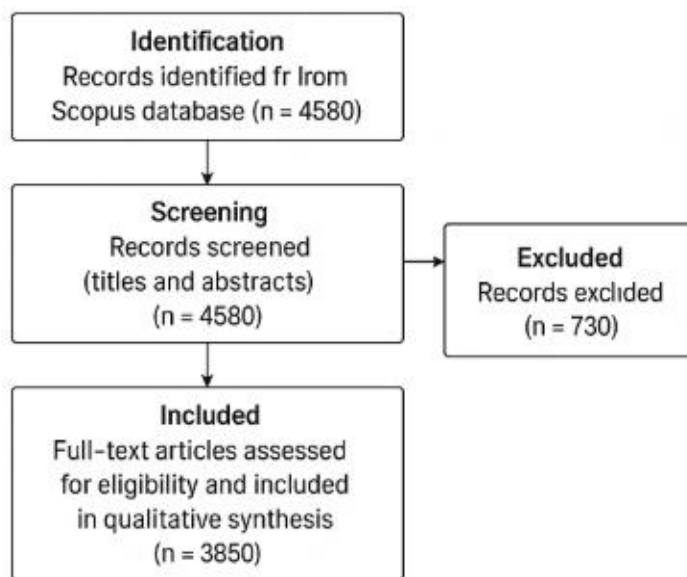 Identification
Records identified fr Irom
Scopus database (n = 4580)
Screening
Records screened
(titles and abstracts)
(n = 4580)
Excluded
Records exclıded
(n = 730)
Included
Full-text articles assessed
for eligibility and included
in qualitative synthesis
(n = 3850)